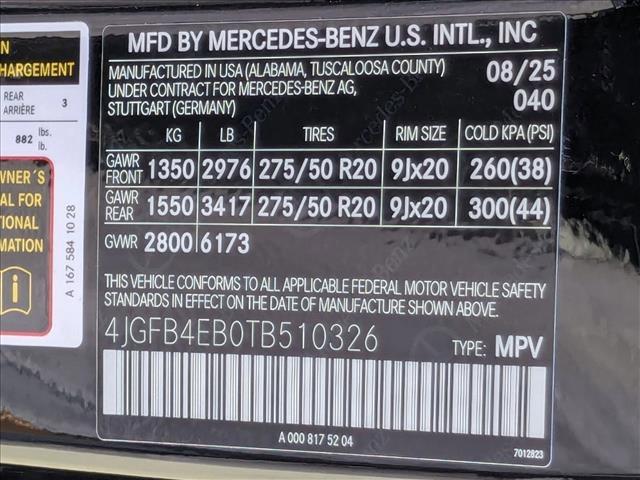 N
HARGEMENT
REAR
ARRIÈRE 3
882 lbs.
lb.
WNER´S
AL FOR
TIONAL
MATION
A 167 584 10 28
MFD BY MERCEDES-BENZ U.S. INTL., INC
MANUFACTURED IN USA (ALABAMA, TUSCALOOSA COUNTY) 08/25
UNDER CONTRACT FOR MERCEDES-BENZ AG,
STUTTGART (GERMANY) 040
KG LB TIRES RIM SIZE COLD KPA (PSI)
GAWR
FRONT 1350 2976 275/50 R20 9Jx20 260(38)
GAWR
REAR 1550 3417 275/50 R20 9Jx20 300(44)
GVWR 2800 6173
THIS VEHICLE CONFORMS TO ALL APPLICABLE FEDERAL MOTOR VEHICLE SAFETY
STANDARDS IN EFFECT ON THE DATE OF MANUFACTURE SHOWN ABOVE.
4JGFB4EB0TB510326 TYPE: MPV
A 000 817 52 04
7012823